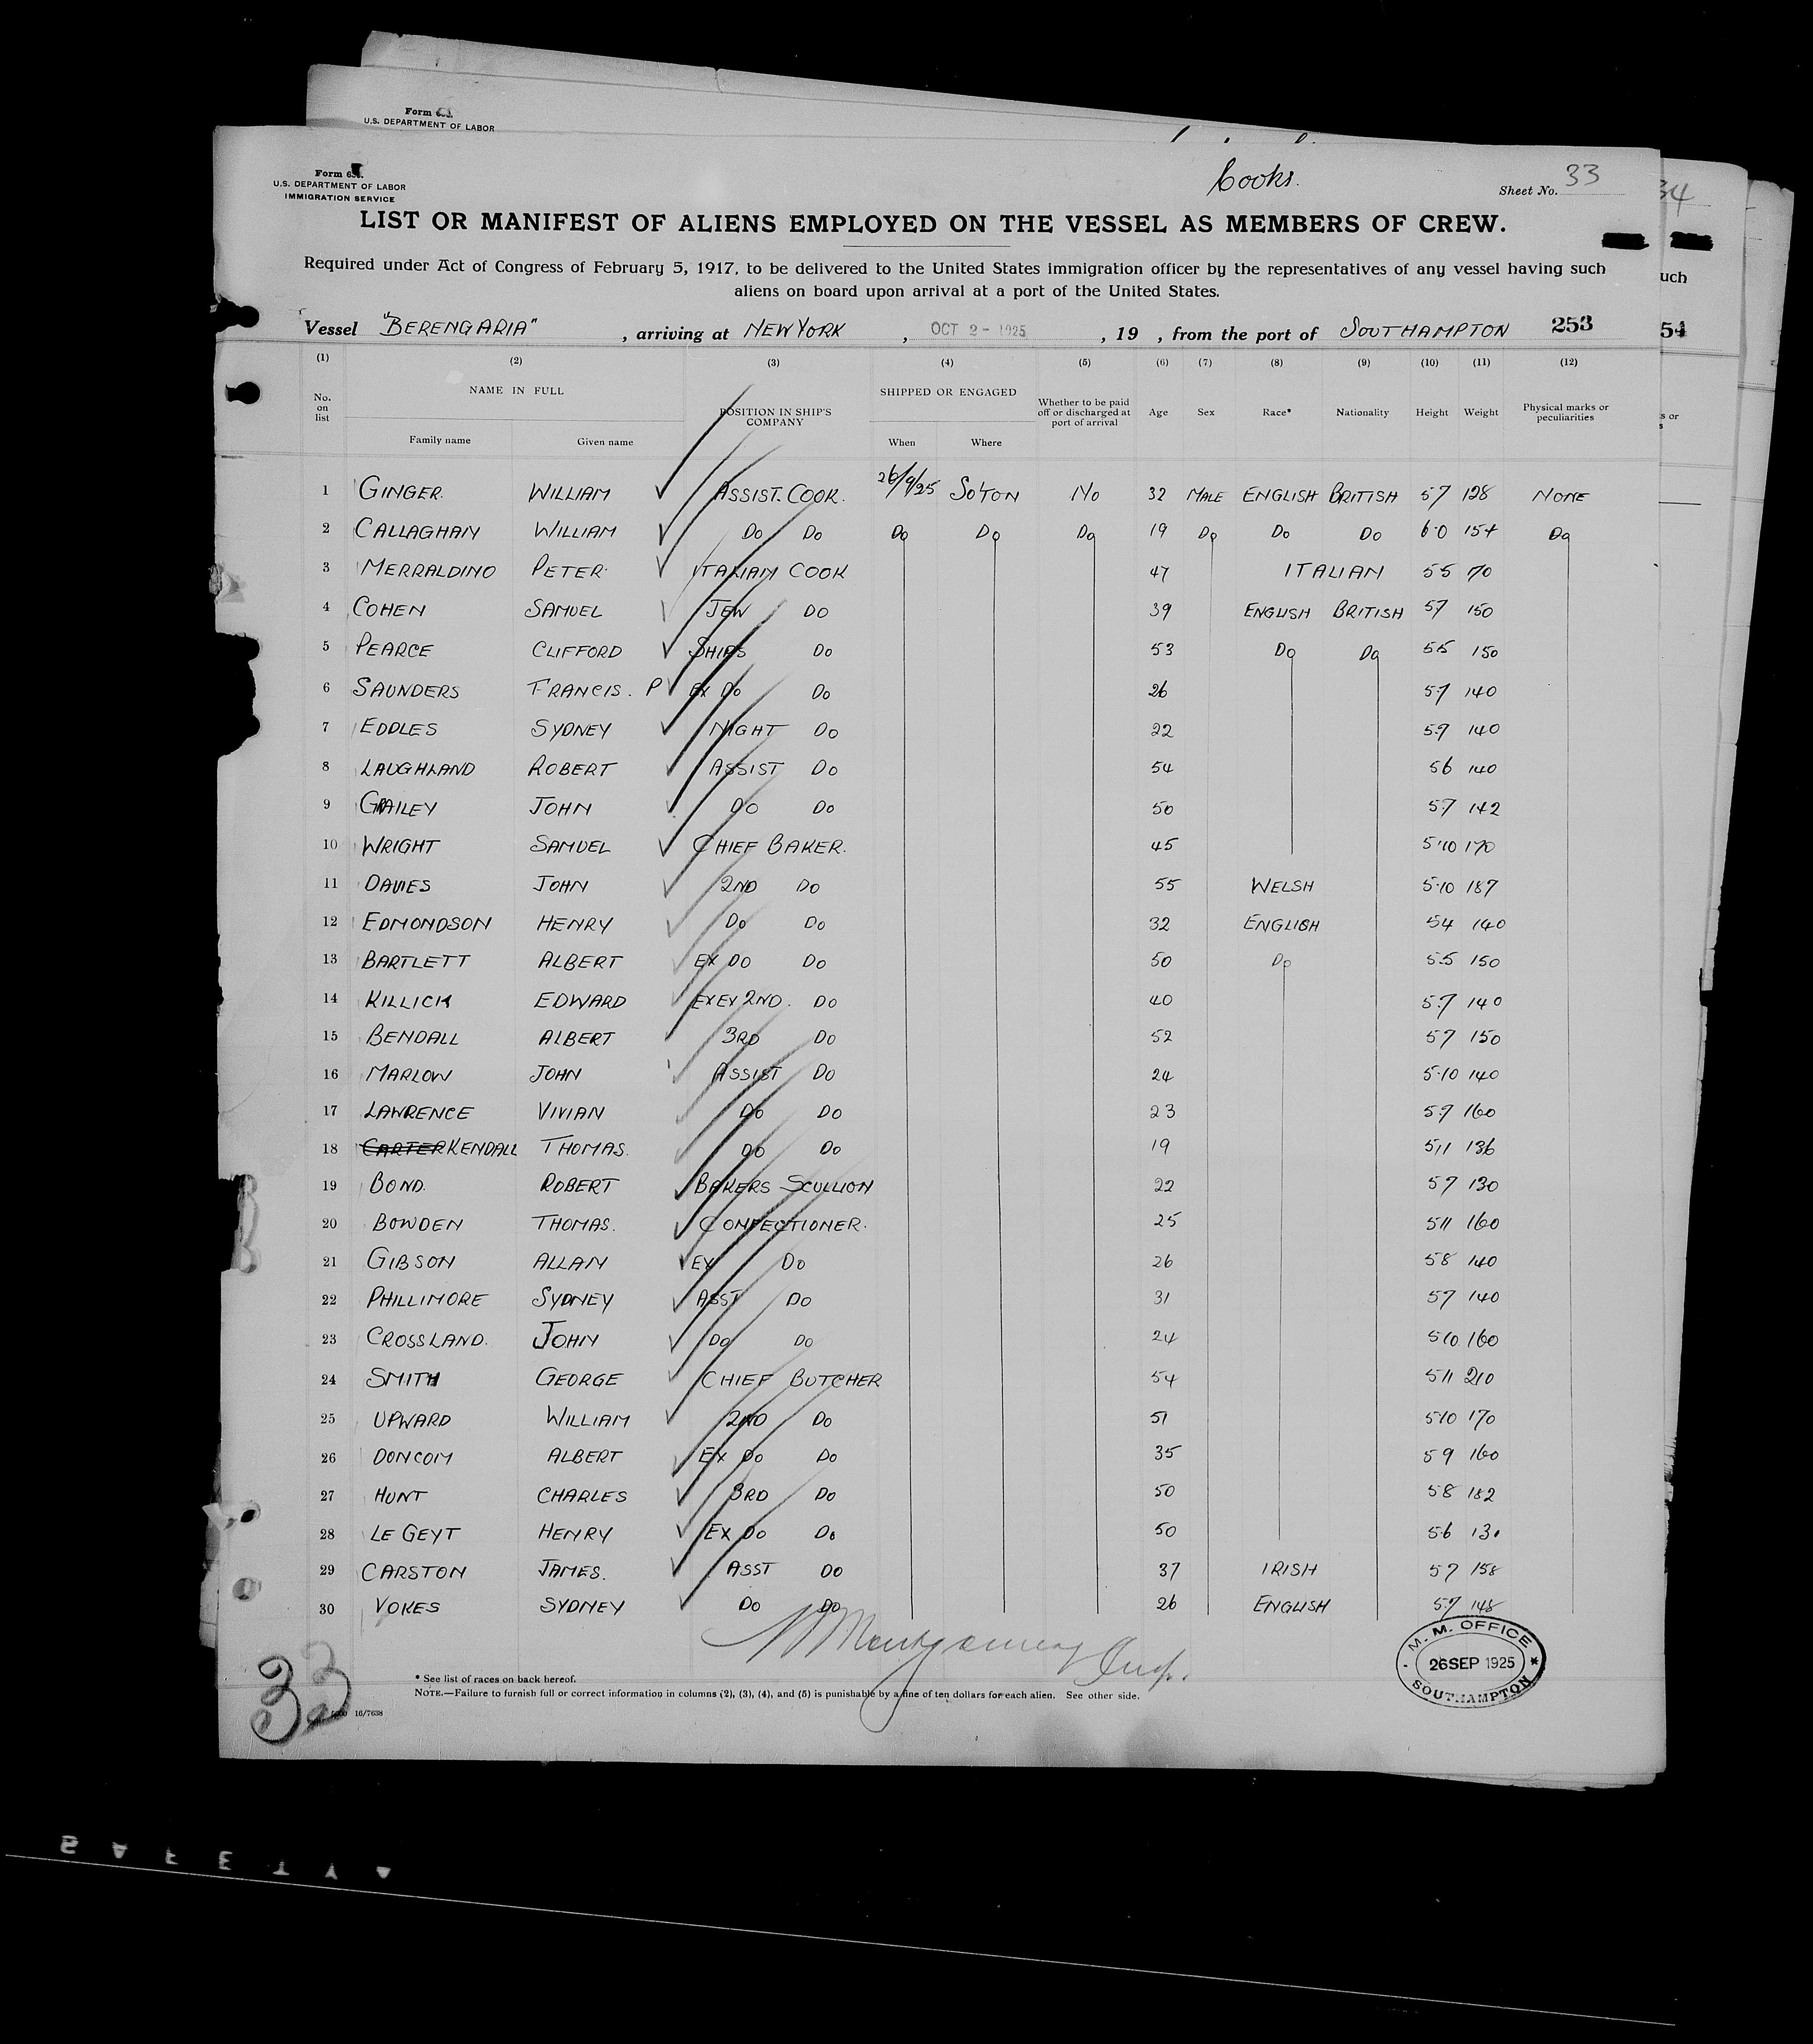 Form
U.S. DEPARTMENT OF LABOR
Form
U.S. DEPARTMENT OF LABOR
IMMIGRATION SERVICE
Cooks.
Sheet No. 33
34
LIST OR MANIFEST OF ALIENS EMPLOYED ON THE VESSEL AS MEMBERS OF CREW.
Required under Act of Congress of February 5, 1917, to be delivered to the United States immigration officer by the representatives of any vessel having such
aliens on board upon arrival at a port of the United States.
uch
Vessel "BERENGARIA", arriving at NEW YORK, OCT 2 - 1925, 19 , from the port of SOUTHAMPTON 253
54
(1) (2) (3) (4) (5) (6) (7) (8) (9) (10) (11) (12)
No. on list NAME IN FULL Family name Given name POSITION IN SHIP'S COMPANY SHIPPED OR ENGAGED When Where Whether to be paid off or discharged at port of arrival Age Sex Race* Nationality Height Weight Physical marks or peculiarities
s or
s
1 GINGER. WILLIAM ASSIST. COOK. 26/9/25 SO'TON No 32 MALE ENGLISH BRITISH 5 7 128 NONE
2 CALLAGHAN WILLIAM Do Do Do Do Do 19 Do Do Do 6 0 154 Do
3 MERRALDINO PETER ITALIAN COOK 47 ITALIAN 5 5 70
4 COHEN SAMUEL JEW Do 39 ENGLISH BRITISH 5 7 150
5 PEARCE CLIFFORD SHIPS Do 53 Do Do 5 5 150
6 SAUNDERS FRANCIS. P Ex Do Do 26 5 7 140
7 EDDLES SYDNEY NIGHT Do 22 5 9 140
8 LAUGHLAND ROBERT ASSIST Do 54 5 6 140
9 GRAILEY JOHN Do Do 50 5 7 142
10 WRIGHT SAMUEL CHIEF BAKER. 45 5 10 170
11 DAVIES JOHN 2ND Do 55 WELSH 5 10 187
12 EDMONDSON HENRY Do Do 32 ENGLISH 5 4 140
13 BARTLETT ALBERT EX Do Do 50 Do 5 5 150
14 KILLICK EDWARD EXEX 2ND. Do 40 5 7 140
15 BENDALL ALBERT 3RD Do 52 5 7 150
16 MARLOW JOHN ASSIST Do 24 5 10 140
17 LAWRENCE VIVIAN Do Do 23 5 9 160
18 CARTER KENDALL THOMAS. Do Do 19 5 11 136
19 BOND. ROBERT BAKERS SCULLION 22 5 7 130
20 BOWDEN THOMAS. CONFECTIONER. 25 5 11 160
21 GIBSON ALLAN EX Do 26 5 8 140
22 PHILLIMORE SYDNEY ASST Do 31 5 7 140
23 CROSSLAND. JOHN Do Do 24 5 10 160
24 SMITH GEORGE CHIEF BUTCHER 54 5 11 210
25 UPWARD WILLIAM 2ND Do 51 5 10 170
26 DONCOM ALBERT EX Do Do 35 5 9 160
27 HUNT CHARLES 3RD Do 50 5 8 182
28 LE GEYT HENRY EX Do Do 50 5 6 130
29 CARSTON JAMES. ASST Do 37 IRISH 5 7 158
30 VOKES SYDNEY Do Do 26 ENGLISH 5 7 148
Montgomery Insp.
M. M. OFFICE
26 SEP 1925
SOUTHAMPTON
33
* See list of races on back hereof.
NOTE.—Failure to furnish full or correct information in columns (2), (3), (4), and (5) is punishable by a fine of ten dollars for each alien. See other side.
16/7638
SAFETY